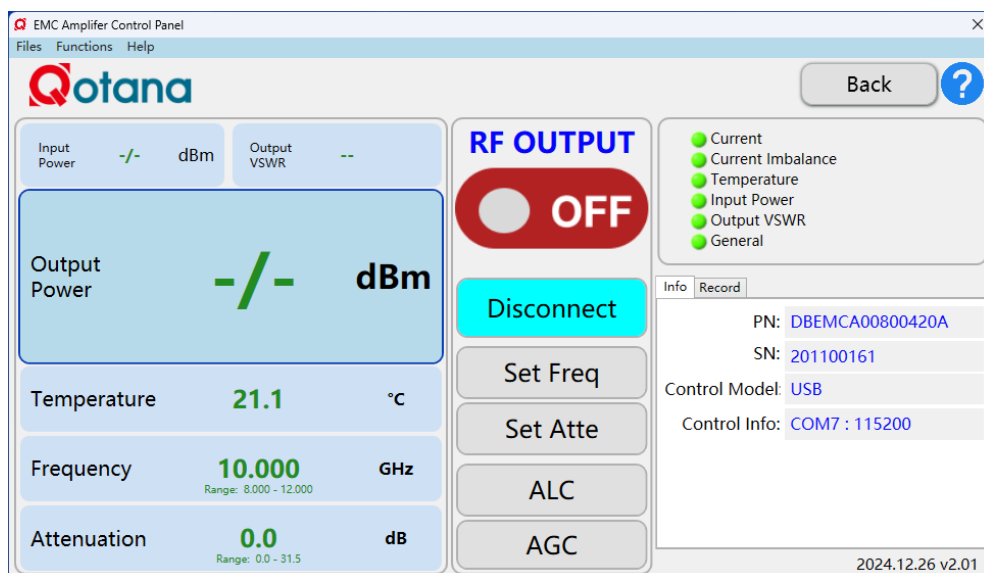 EMC Amplifer Control Panel
Files Functions Help
Qotana
Back ?
Input Power -/- dBm
Output VSWR --
Output Power -/- dBm
Temperature 21.1 ℃
Frequency 10.000 GHz
Range: 8.000 - 12.000
Attenuation 0.0 dB
Range: 0.0 - 31.5
RF OUTPUT
OFF
Disconnect
Set Freq
Set Atte
ALC
AGC
Current
Current Imbalance
Temperature
Input Power
Output VSWR
General
Info Record
PN: DBEMCA00800420A
SN: 201100161
Control Model: USB
Control Info: COM7 : 115200
2024.12.26 v2.01